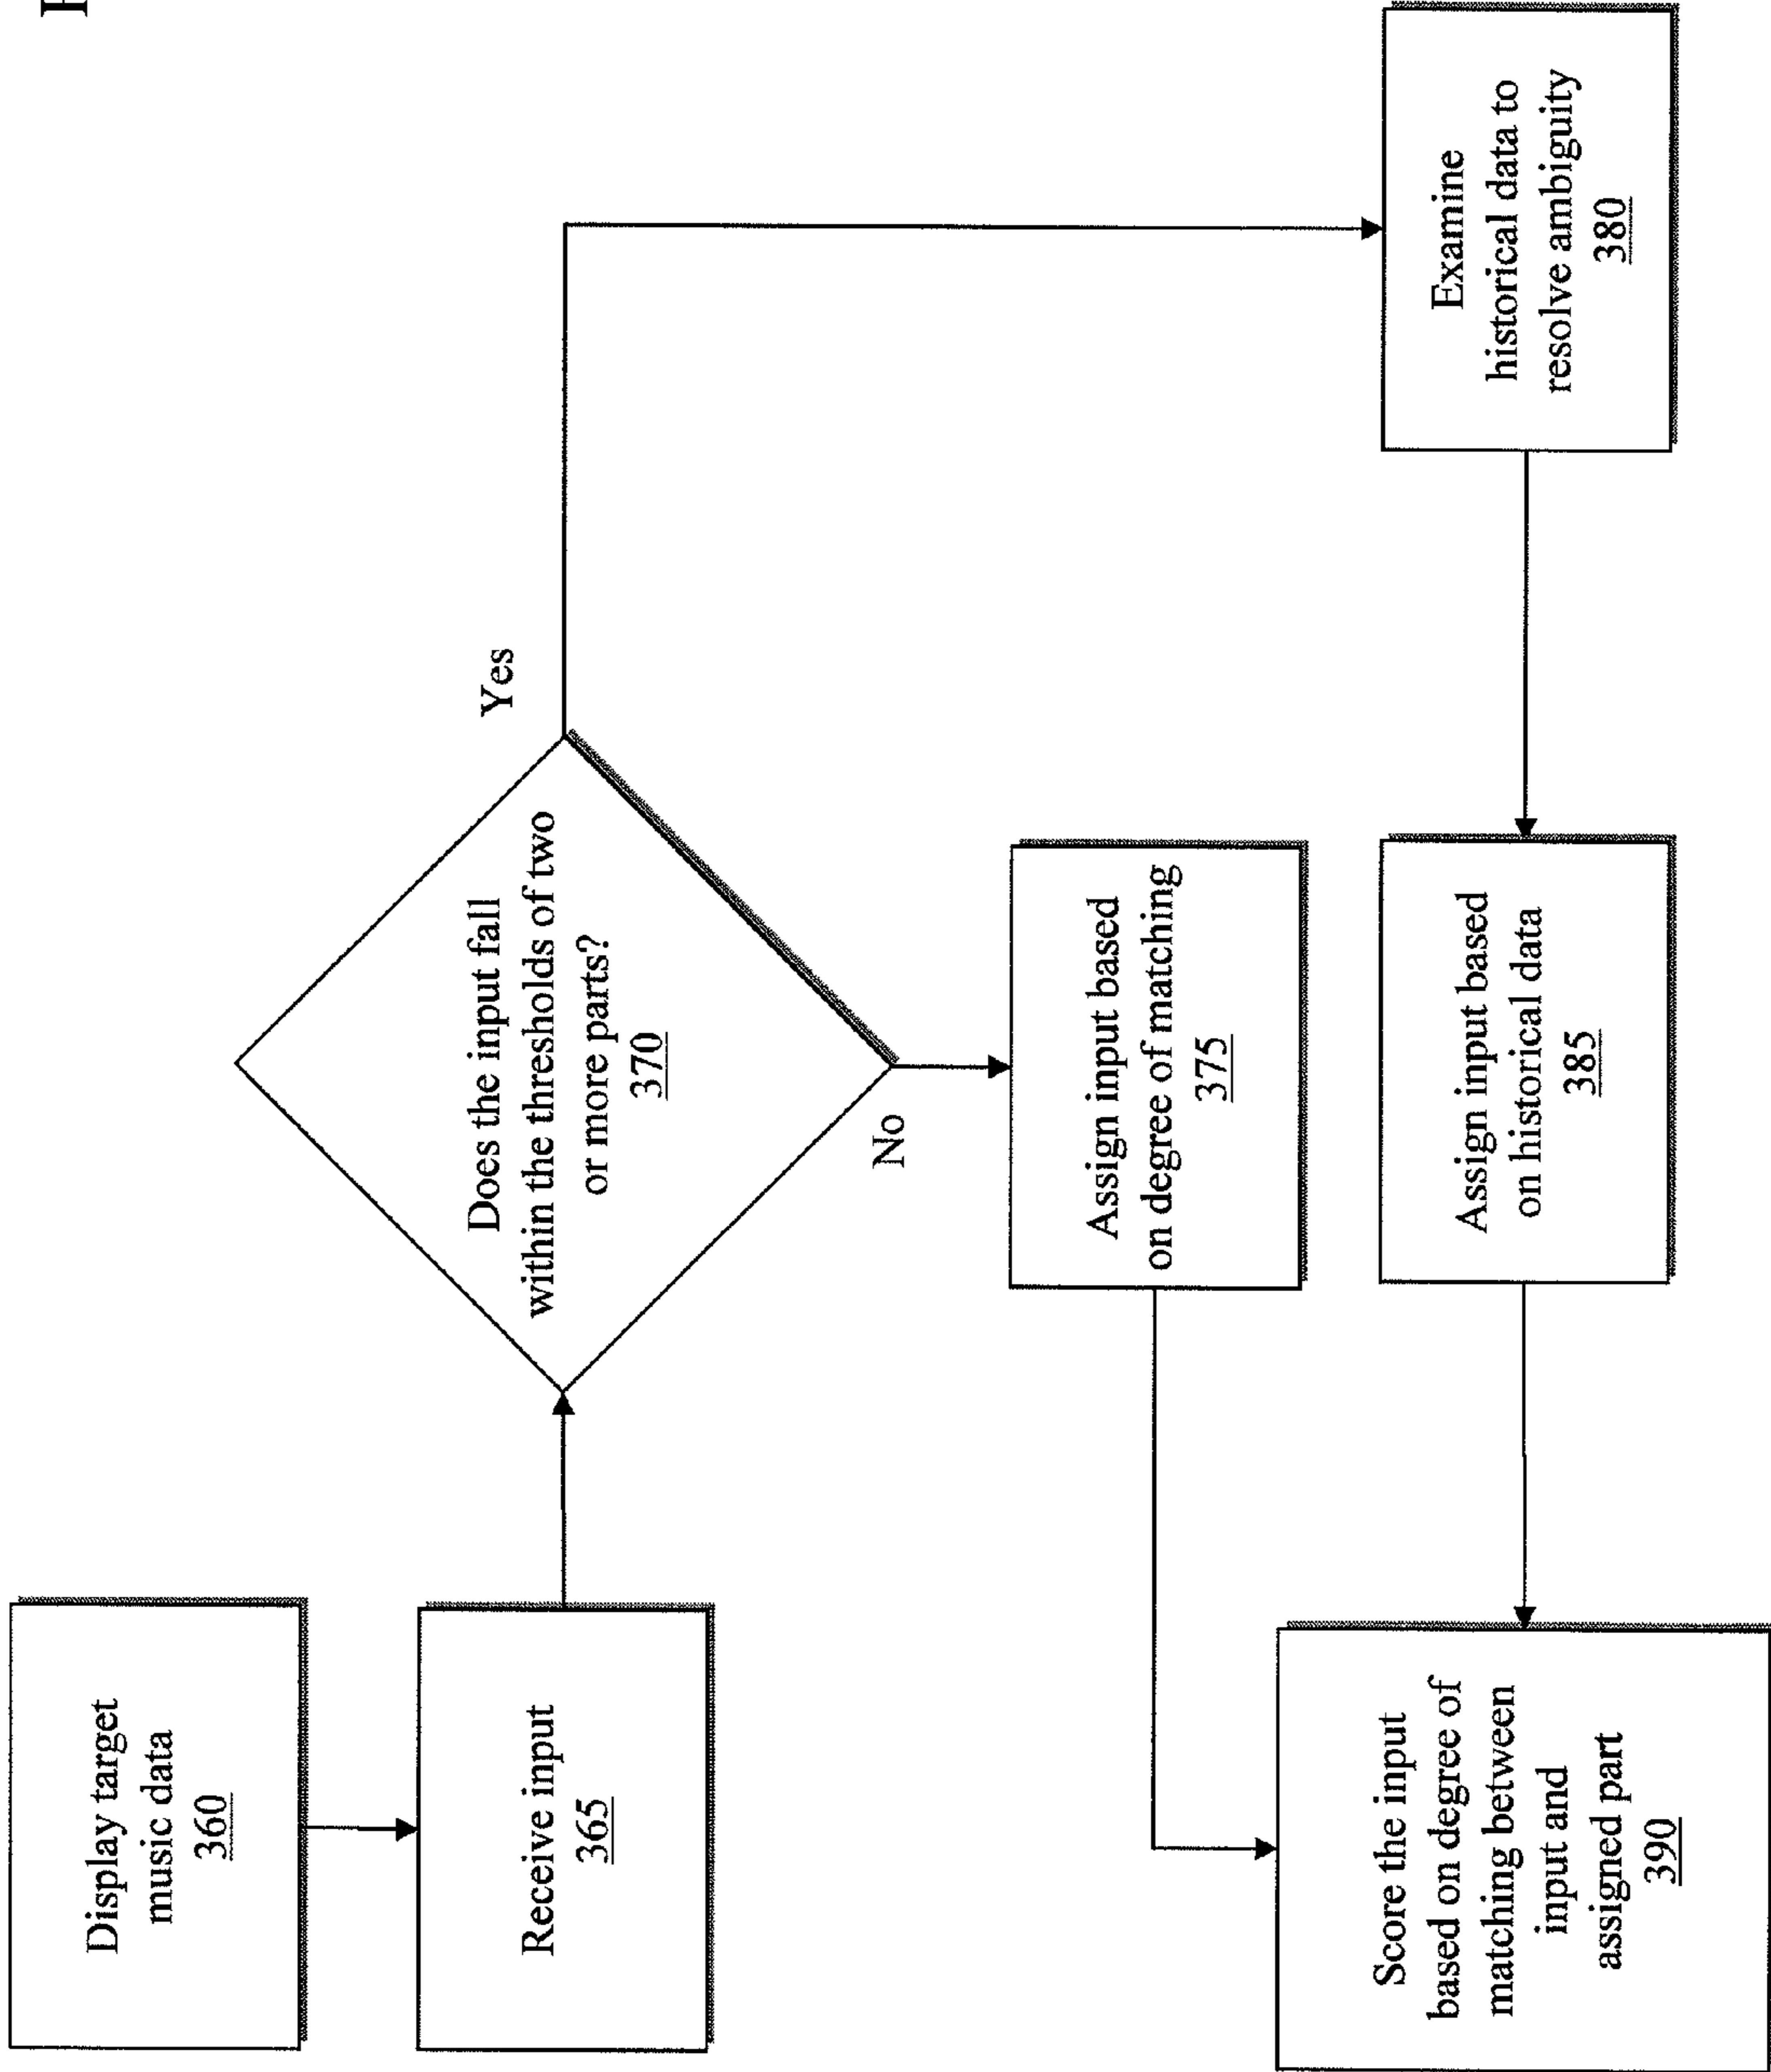 Display target
music data
360
Receive input
365
Does the input fall
within the thresholds of two
or more parts?
370
Yes
No
Assign input based
on degree of matching
375
Examine
historical data to
resolve ambiguity
380
Assign input based
on historical data
385
Score the input
based on degree of
matching between
input and
assigned part
390